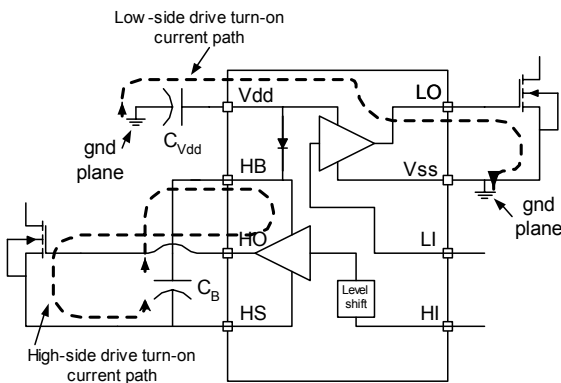 Low-side drive turn-on
current path
Vdd
LO
gnd
plane
CVdd
HB
Vss
gnd
plane
HO
LI
CB
Level
shift
HS
HI
High-side drive turn-on
current path